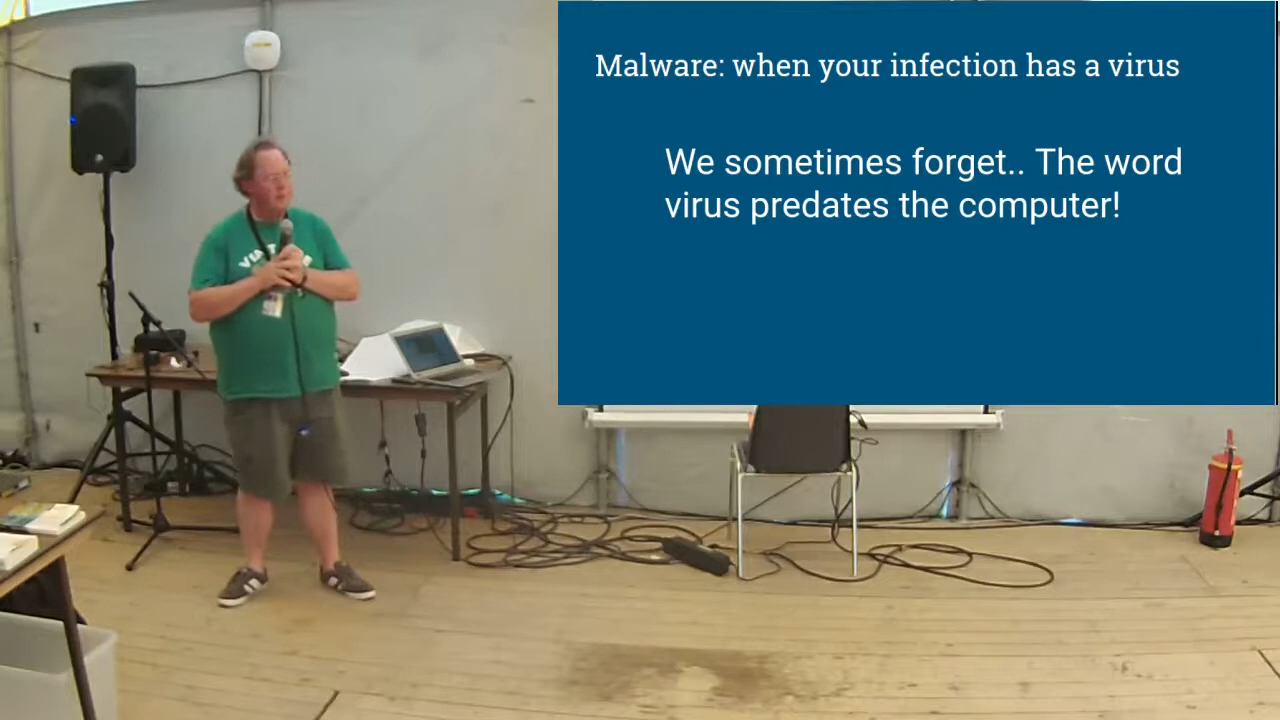 Malware: when your infection has a virus
We sometimes forget.. The word
virus predates the computer!